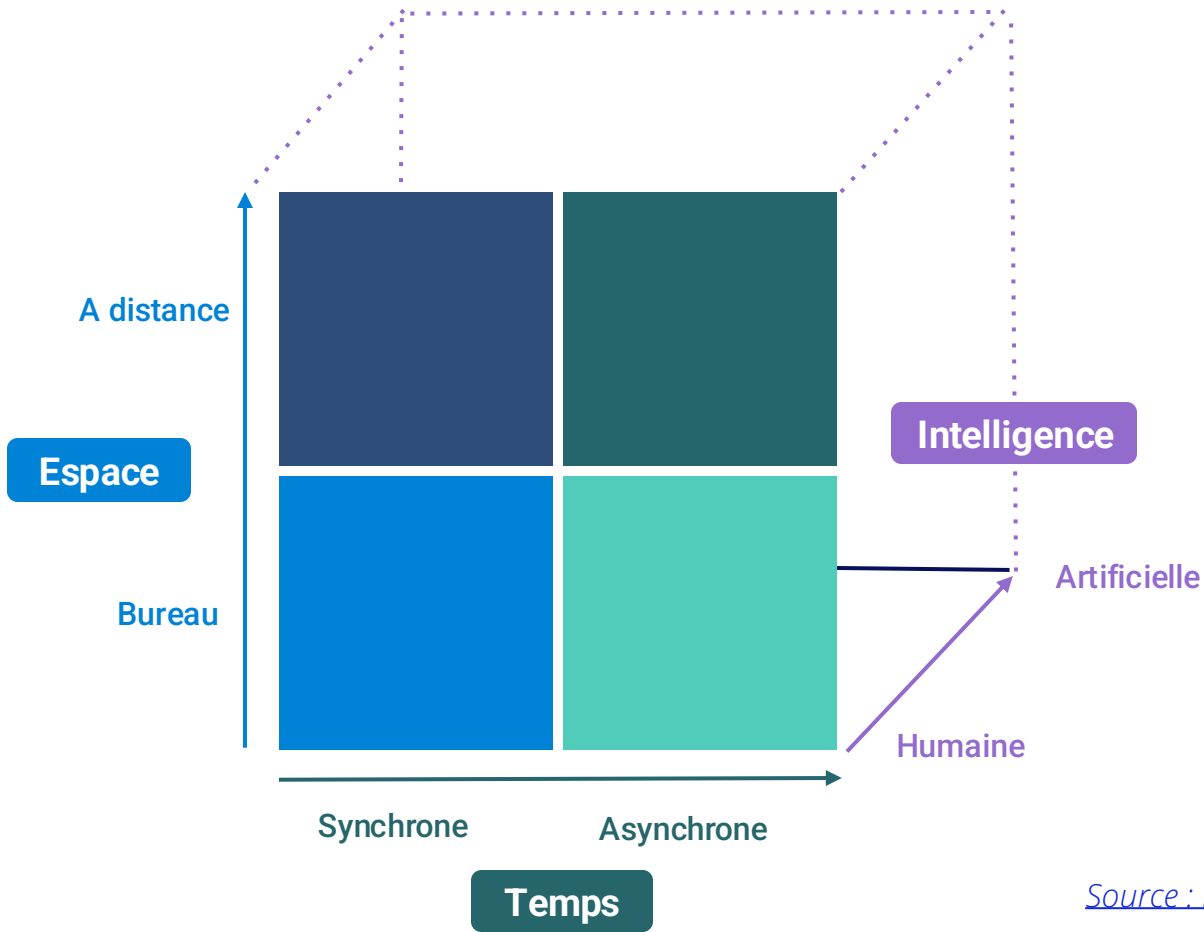 A distance
Intelligence
Espace
Artificielle
Bureau
Humaine
Synchrone
Asynchrone
Temps
Source :